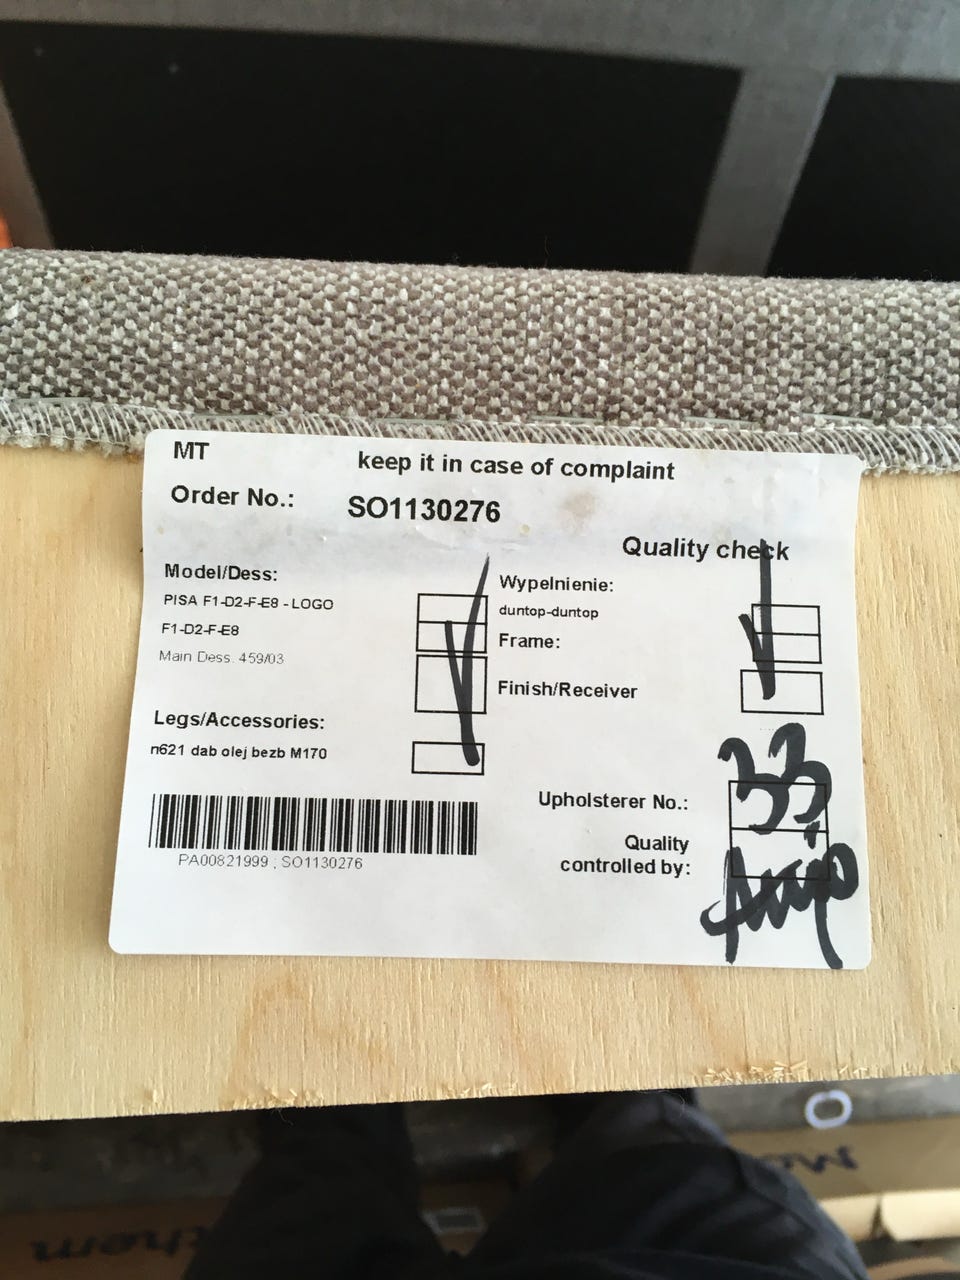 MT
keep it in case of complaint
Order No.: SO1130276
Quality check
Model/Dess:
PISA F1-D2-F-E8 - LOGO
F1-D2-F-E8
Main Dess. 459/03
Legs/Accessories:
n621 dab olej bezb M170
PA00821999 ; SO1130276
Wypelnienie:
duntop-duntop
Frame:
Finish/Receiver
Upholsterer No.: 33
Quality
controlled by: